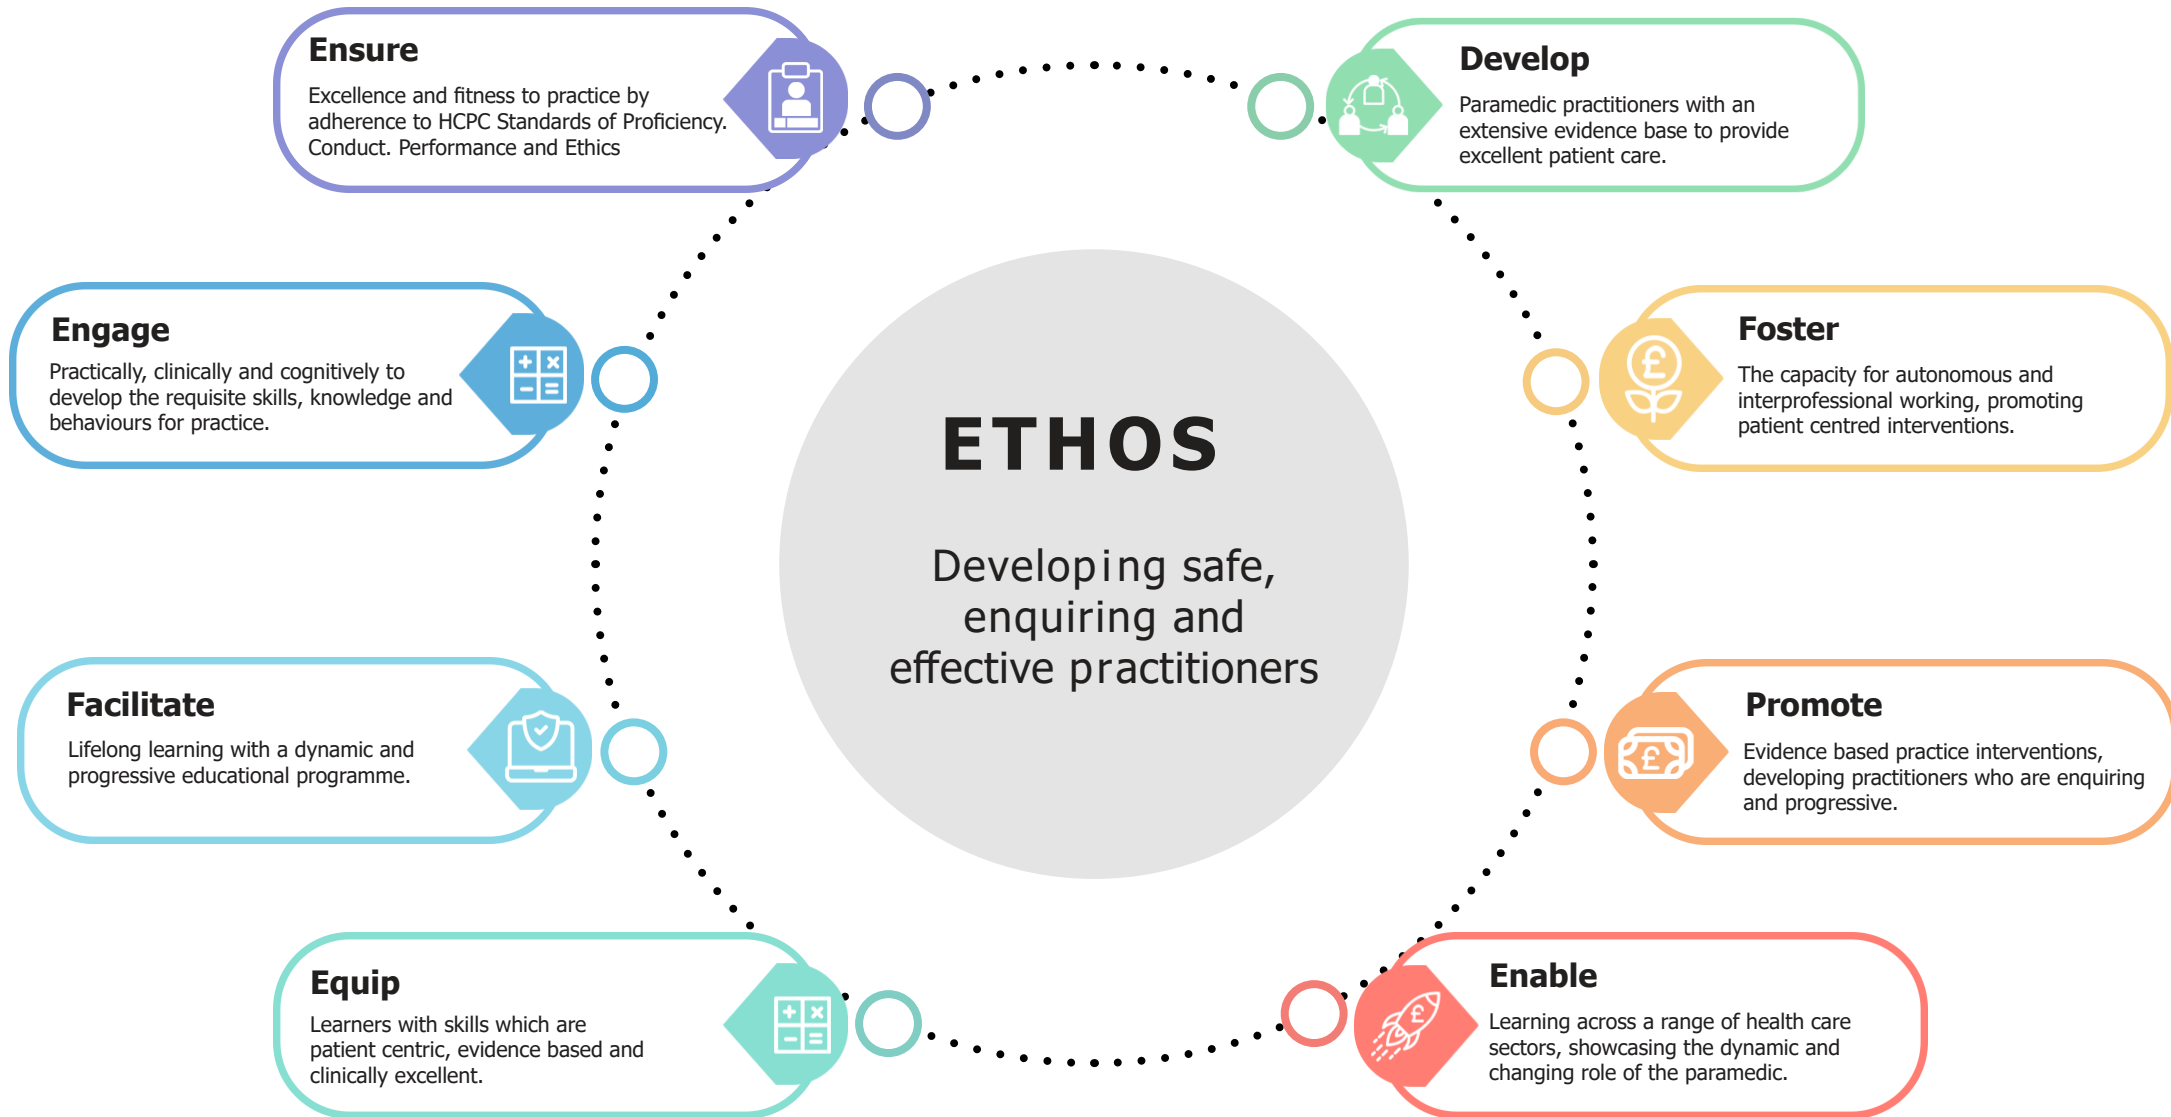 Ensure
Excellence and fitness to practice by
adherence to HCPC Standards of Proficiency.
Conduct. Performance and Ethics
Develop
Paramedic practitioners with an
extensive evidence base to provide
excellent patient care.
Engage
Practically, clinically and cognitively to
develop the requisite skills, knowledge and
behaviours for practice.
Foster
The capacity for autonomous and
interprofessional working, promoting
patient centred interventions.
ETHOS
Developing safe,
enquiring and
effective practitioners
Facilitate
Lifelong learning with a dynamic and
progressive educational programme.
Promote
Evidence based practice interventions,
developing practitioners who are enquiring
and progressive.
Equip
Learners with skills which are
patient centric, evidence based and
clinically excellent.
Enable
Learning across a range of health care
sectors, showcasing the dynamic and
changing role of the paramedic.